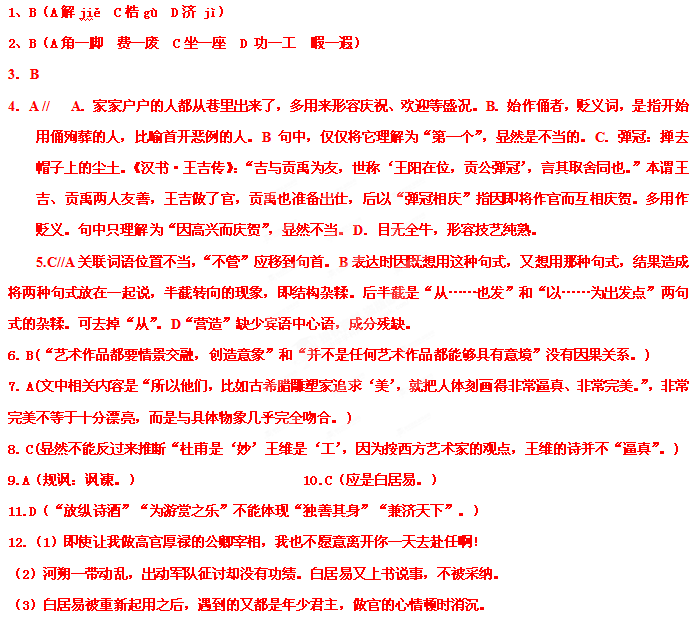 1、B（A解jiě　C梏gù　D济 jì）
2、B（A角—脚　费—废　C坐—座　D 功—工　暇—遐）
3. B
4. A //　A. 家家户户的人都从巷里出来了，多用来形容庆祝、欢迎等盛况。B. 始作俑者，贬义词，是指开始
用俑殉葬的人，比喻首开恶例的人。B 句中，仅仅将它理解为“第一个”，显然是不当的。C. 弹冠：掸去
帽子上的尘土。《汉书·王吉传》：“吉与贡禹为友，世称‘王阳在位，贡公弹冠’，言其取舍同也。”本谓王
吉、贡禹两人友善，王吉做了官，贡禹也准备出仕，后以“弹冠相庆”指因即将作官而互相庆贺。多用作
贬义。句中只理解为“因高兴而庆贺”，显然不当。D. 目无全牛，形容技艺纯熟。
5.C//A关联词语位置不当，“不管”应移到句首。B表达时因既想用这种句式，又想用那种句式，结果造成
将两种句式放在一起说，半截转向的现象，即结构杂糅。后半截是“从……也发”和“以……为出发点”两句
式的杂糅。可去掉“从”。D“营造”缺少宾语中心语，成分残缺。
6. B(“艺术作品都要情景交融，创造意象”和“并不是任何艺术作品都能够具有意境”没有因果关系。)
7. A(文中相关内容是“所以他们，比如古希腊雕塑家追求‘美’，就把人体刻画得非常逼真、非常完美。”，非常
完美不等于十分漂亮，而是与具体物象几乎完全吻合。)
8. C(显然不能反过来推断“杜甫是‘妙’王维是‘工’，因为按西方艺术家的观点，王维的诗并不“逼真”。)
9.A（规讽：讽谏。）　10.C（应是白居易。）
11.D（“放纵诗酒”“为游赏之乐”不能体现“独善其身”“兼济天下”。）
12.（1）即使让我做高官厚禄的公卿宰相，我也不愿意离开你一天去赴任啊!
（2）河朔一带动乱，出动军队征讨却没有功绩。白居易又上书说事，不被采纳。
（3）白居易被重新起用之后，遇到的又都是年少君主，做官的心情顿时消沉。